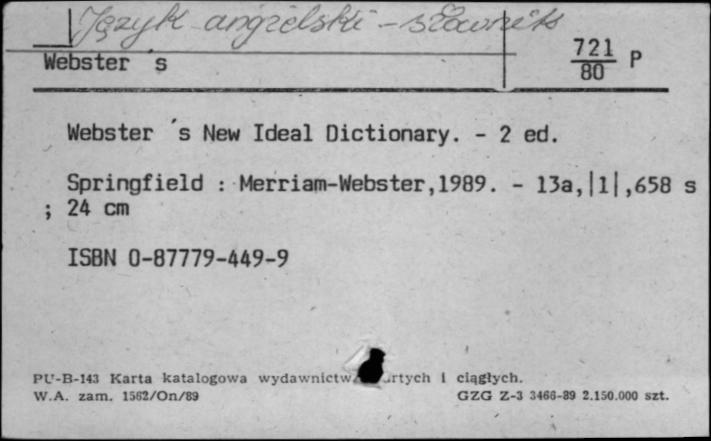 Język angielski - słownik
Webster ´s
721
80 P
Webster ´s New Ideal Dictionary. - 2 ed.
Springfield : Merriam-Webster,1989. - 13a,|1|,658 s
; 24 cm
ISBN 0-87779-449-9
PU-B-143 Karta katalogowa wydawnictw i ciągłych.
W.A. zam. 1562/On/89 GZG Z-3 3466-89 2.150.000 szt.